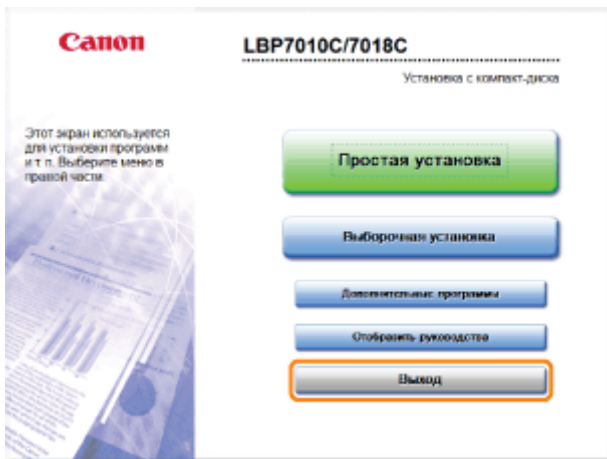 Canon
LBP7010C/7018C
Установка с компакт-диска
Этот экран используется
для установки программ
и т п. Выберите меню в
правой части
Простая установка
Выборочная установка
Дополнительные программы
Отобразить руководства
Выход